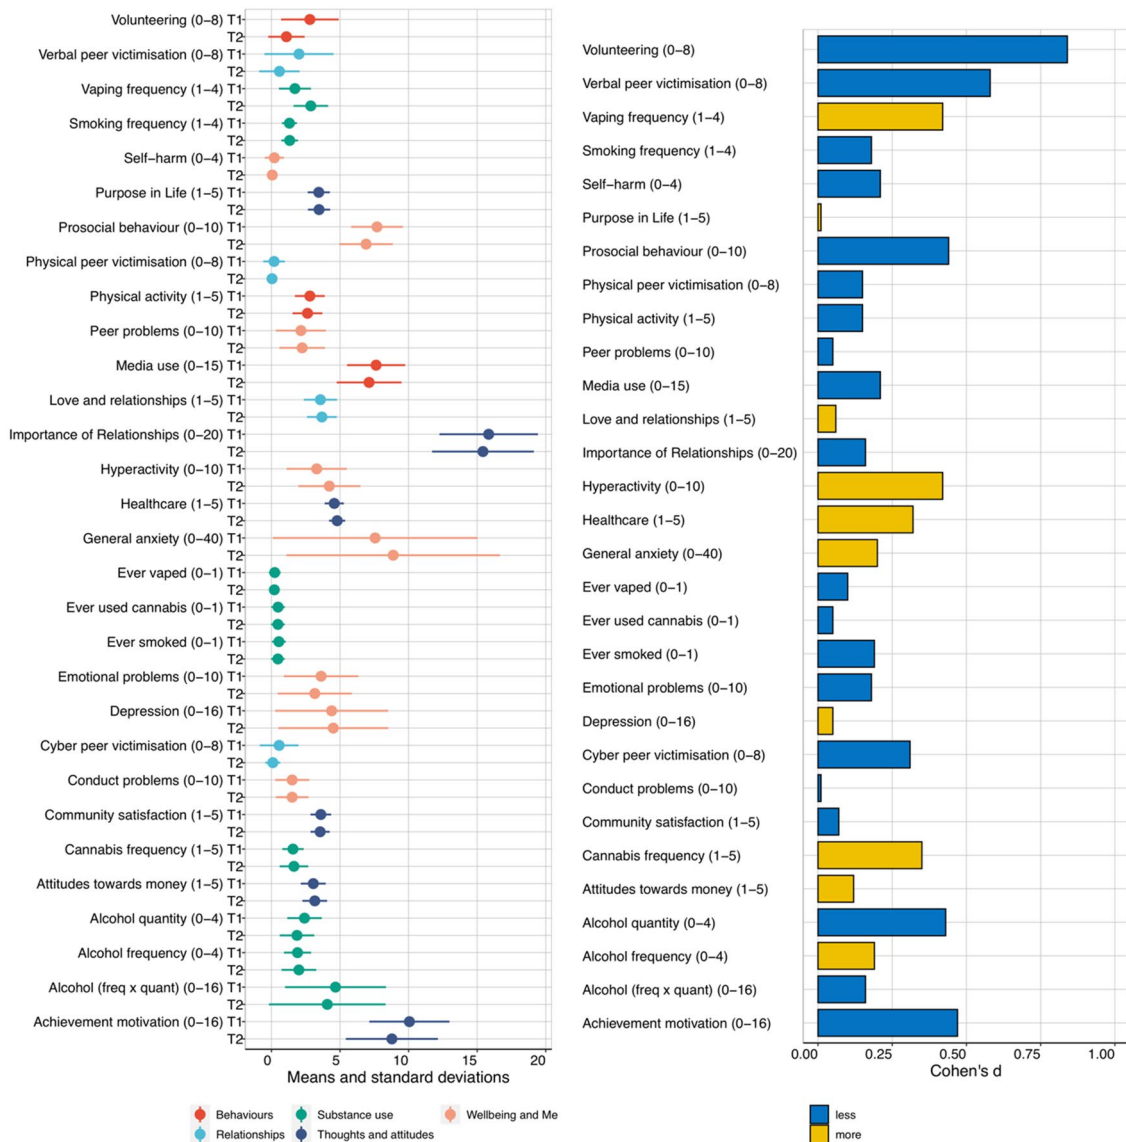 Volunteering (0–8) T1
T2
Verbal peer victimisation (0–8) T1
T2
Vaping frequency (1–4) T1
T2
Smoking frequency (1–4) T1
T2
Self–harm (0–4) T1
T2
Purpose in Life (1–5) T1
T2
Prosocial behaviour (0–10) T1
T2
Physical peer victimisation (0–8) T1
T2
Physical activity (1–5) T1
T2
Peer problems (0–10) T1
T2
Media use (0–15) T1
T2
Love and relationships (1–5) T1
T2
Importance of Relationships (0–20) T1
T2
Hyperactivity (0–10) T1
T2
Healthcare (1–5) T1
T2
General anxiety (0–40) T1
T2
Ever vaped (0–1) T1
T2
Ever used cannabis (0–1) T1
T2
Ever smoked (0–1) T1
T2
Emotional problems (0–10) T1
T2
Depression (0–16) T1
T2
Cyber peer victimisation (0–8) T1
T2
Conduct problems (0–10) T1
T2
Community satisfaction (1–5) T1
T2
Cannabis frequency (1–5) T1
T2
Attitudes towards money (1–5) T1
T2
Alcohol quantity (0–4) T1
T2
Alcohol frequency (0–4) T1
T2
Alcohol (freq x quant) (0–16) T1
T2
Achievement motivation (0–16) T1
T2
0 5 10 15 20
Means and standard deviations
Behaviours Substance use Wellbeing and Me
Relationships Thoughts and attitudes
Volunteering (0–8)
Verbal peer victimisation (0–8)
Vaping frequency (1–4)
Smoking frequency (1–4)
Self–harm (0–4)
Purpose in Life (1–5)
Prosocial behaviour (0–10)
Physical peer victimisation (0–8)
Physical activity (1–5)
Peer problems (0–10)
Media use (0–15)
Love and relationships (1–5)
Importance of Relationships (0–20)
Hyperactivity (0–10)
Healthcare (1–5)
General anxiety (0–40)
Ever vaped (0–1)
Ever used cannabis (0–1)
Ever smoked (0–1)
Emotional problems (0–10)
Depression (0–16)
Cyber peer victimisation (0–8)
Conduct problems (0–10)
Community satisfaction (1–5)
Cannabis frequency (1–5)
Attitudes towards money (1–5)
Alcohol quantity (0–4)
Alcohol frequency (0–4)
Alcohol (freq x quant) (0–16)
Achievement motivation (0–16)
0.00 0.25 0.50 0.75 1.00
Cohen's d
less
more